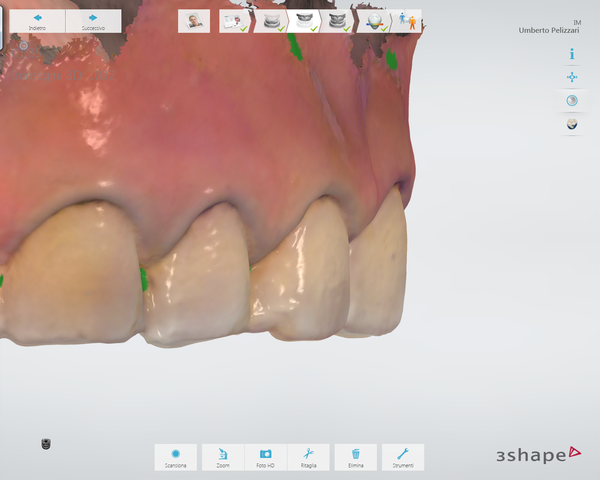 Indietro
Successivo
IM
Umberto Pelizzari
Scansiona
Zoom
Foto HD
Ritaglia
Elimina
Strumenti
3shape